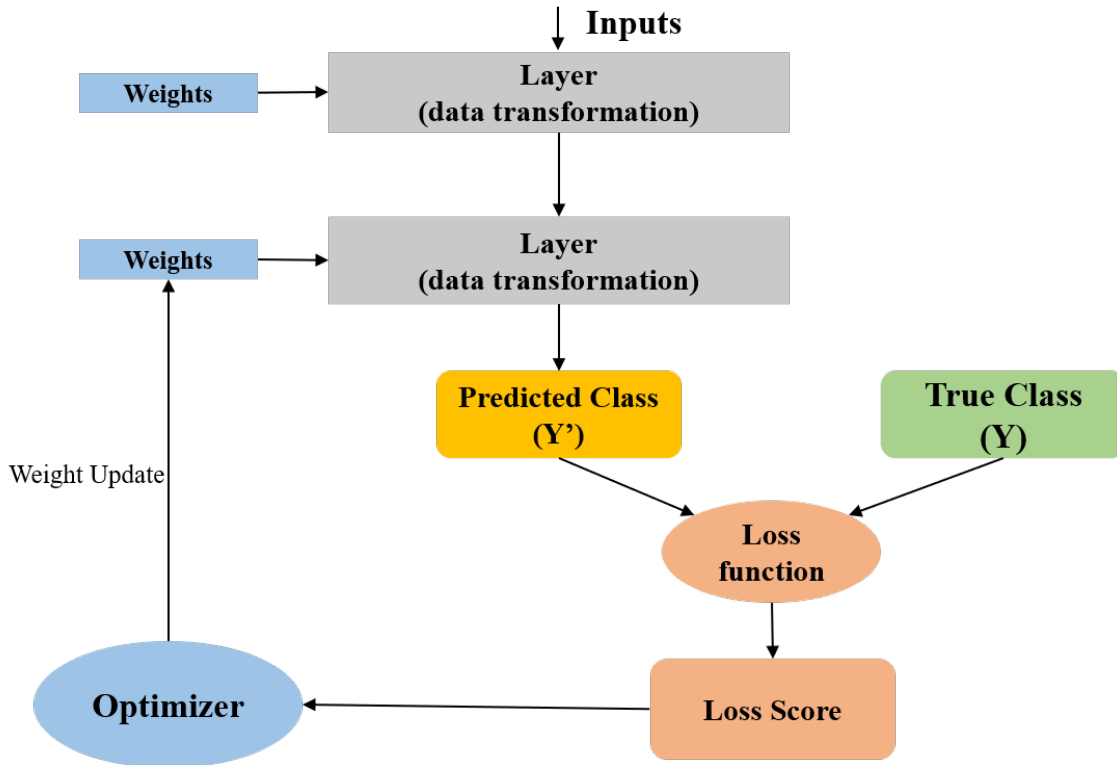 Inputs
Weights
Layer
(data transformation)
Weights
Layer
(data transformation)
Predicted Class
(Y’)
True Class
(Y)
Weight Update
Loss
function
Optimizer
Loss Score